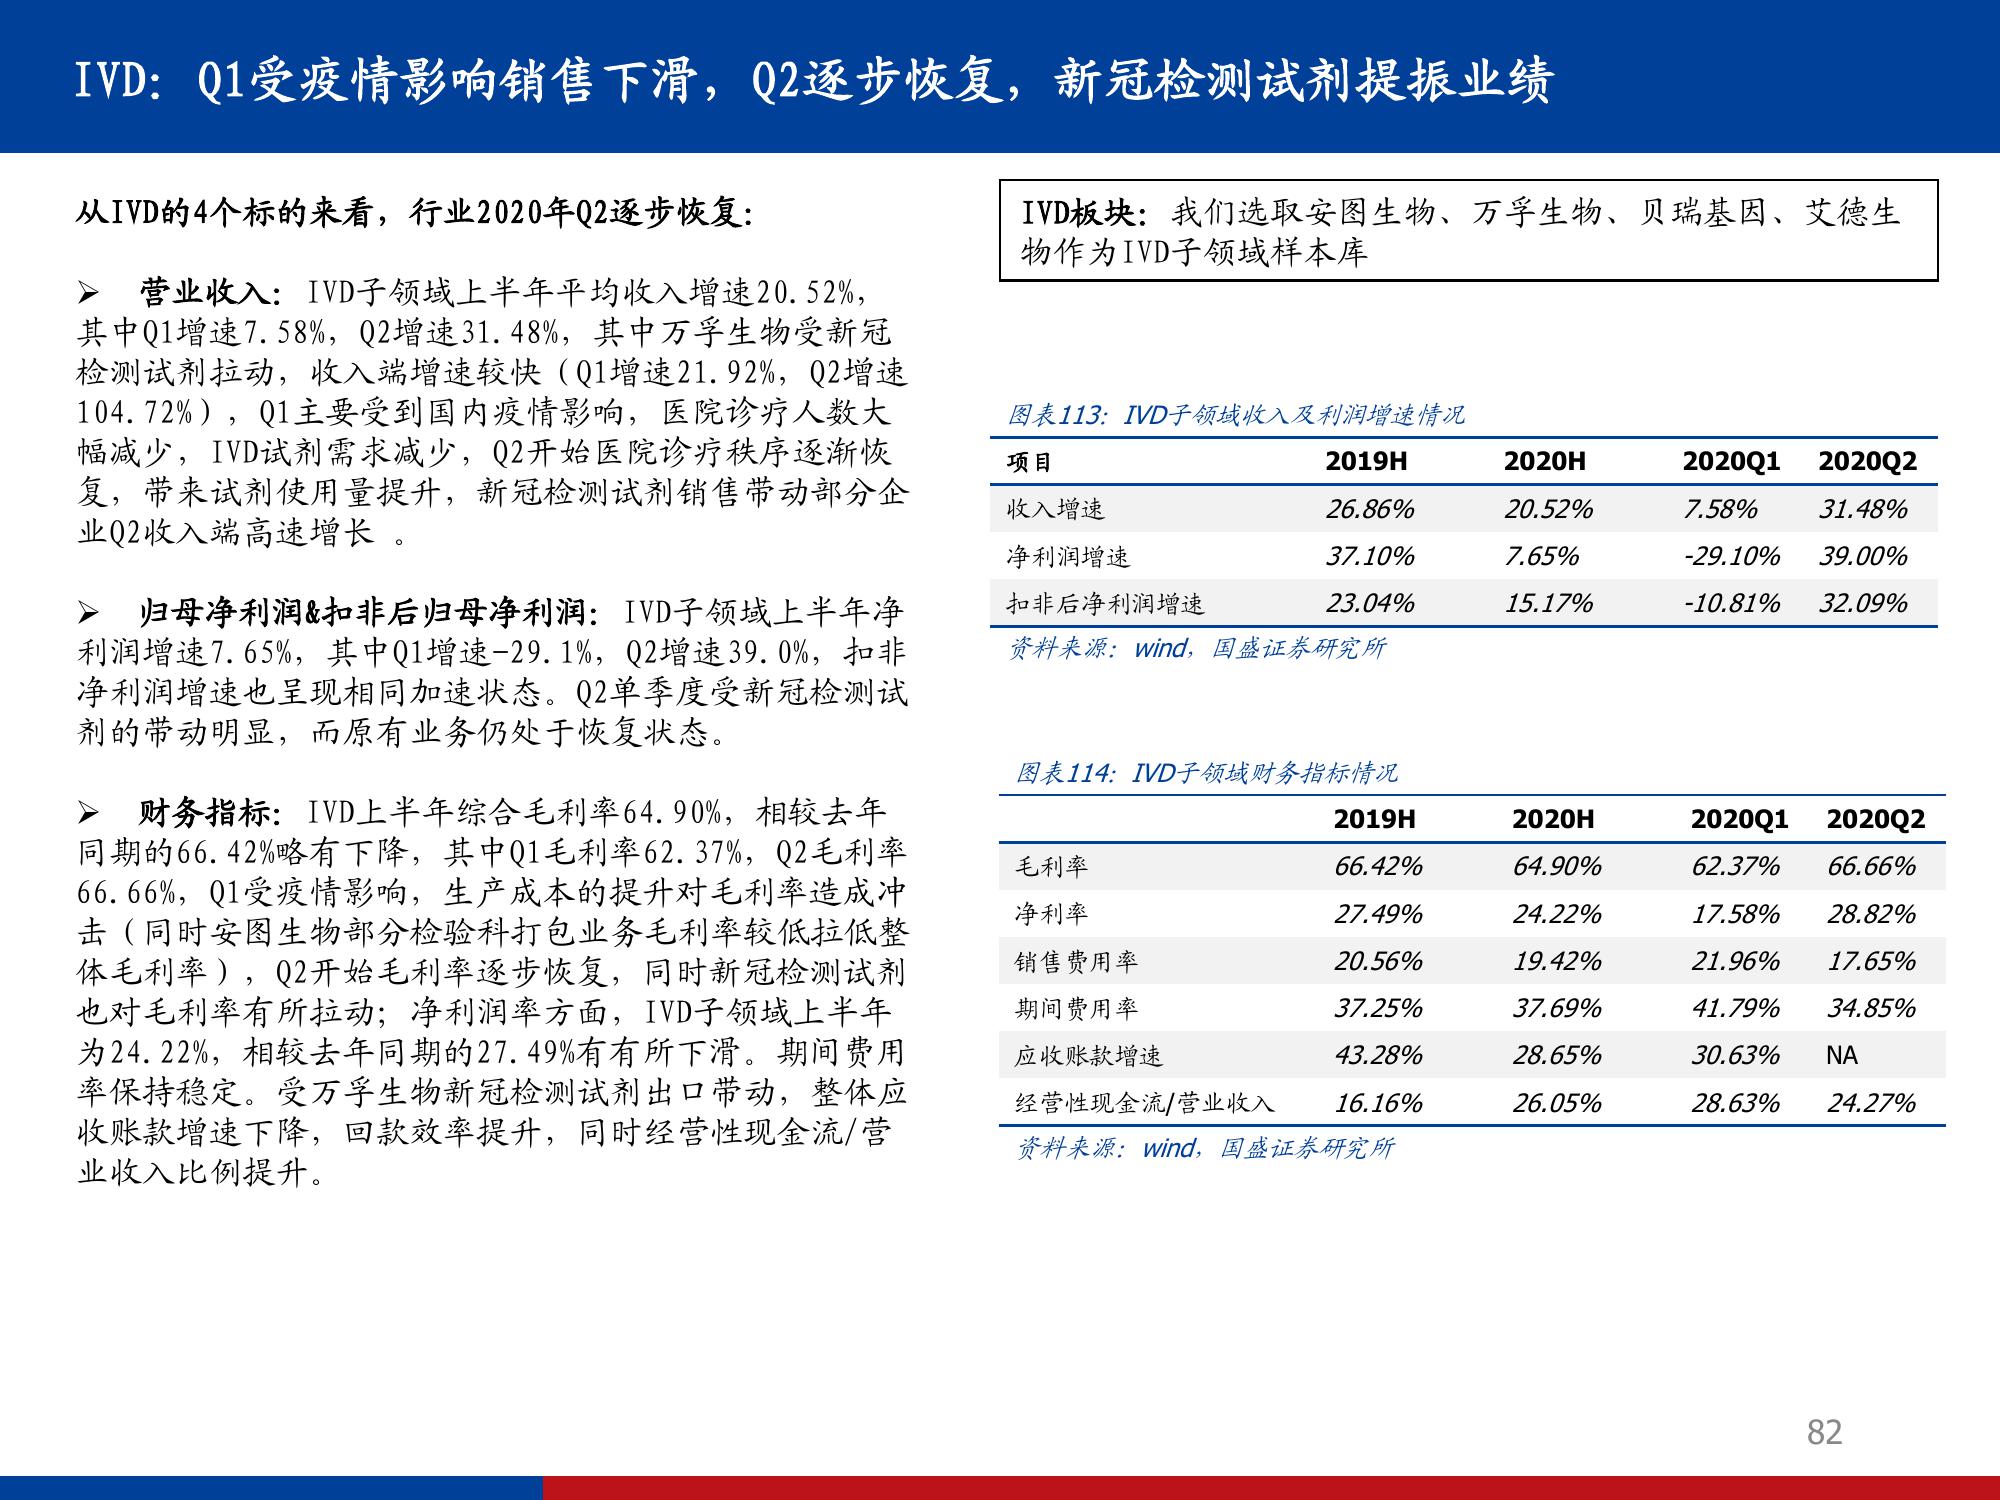 IVD：Q1受疫情影响销售下滑，Q2逐步恢复，新冠检测试剂提振业绩
从IVD的4个标的来看，行业2020年Q2逐步恢复：
➢ 营业收入：IVD子领域上半年平均收入增速20.52%，
其中Q1增速7.58%，Q2增速31.48%，其中万孚生物受新冠
检测试剂拉动，收入端增速较快（Q1增速21.92%，Q2增速
104.72%），Q1主要受到国内疫情影响，医院诊疗人数大
幅减少，IVD试剂需求减少，Q2开始医院诊疗秩序逐渐恢
复，带来试剂使用量提升，新冠检测试剂销售带动部分企
业Q2收入端高速增长 。
➢ 归母净利润&扣非后归母净利润：IVD子领域上半年净
利润增速7.65%，其中Q1增速-29.1%，Q2增速39.0%，扣非
净利润增速也呈现相同加速状态。Q2单季度受新冠检测试
剂的带动明显，而原有业务仍处于恢复状态。
➢ 财务指标：IVD上半年综合毛利率64.90%，相较去年
同期的66.42%略有下降，其中Q1毛利率62.37%，Q2毛利率
66.66%，Q1受疫情影响，生产成本的提升对毛利率造成冲
击（同时安图生物部分检验科打包业务毛利率较低拉低整
体毛利率），Q2开始毛利率逐步恢复，同时新冠检测试剂
也对毛利率有所拉动；净利润率方面，IVD子领域上半年
为24.22%，相较去年同期的27.49%有有所下滑。期间费用
率保持稳定。受万孚生物新冠检测试剂出口带动，整体应
收账款增速下降，回款效率提升，同时经营性现金流/营
业收入比例提升。
IVD板块：我们选取安图生物、万孚生物、贝瑞基因、艾德生
物作为IVD子领域样本库
图表113：IVD子领域收入及利润增速情况
项目 2019H 2020H 2020Q1 2020Q2
收入增速 26.86% 20.52% 7.58% 31.48%
净利润增速 37.10% 7.65% -29.10% 39.00%
扣非后净利润增速 23.04% 15.17% -10.81% 32.09%
资料来源：wind，国盛证券研究所
图表114：IVD子领域财务指标情况
2019H 2020H 2020Q1 2020Q2
毛利率 66.42% 64.90% 62.37% 66.66%
净利率 27.49% 24.22% 17.58% 28.82%
销售费用率 20.56% 19.42% 21.96% 17.65%
期间费用率 37.25% 37.69% 41.79% 34.85%
应收账款增速 43.28% 28.65% 30.63% NA
经营性现金流/营业收入 16.16% 26.05% 28.63% 24.27%
资料来源：wind，国盛证券研究所
82